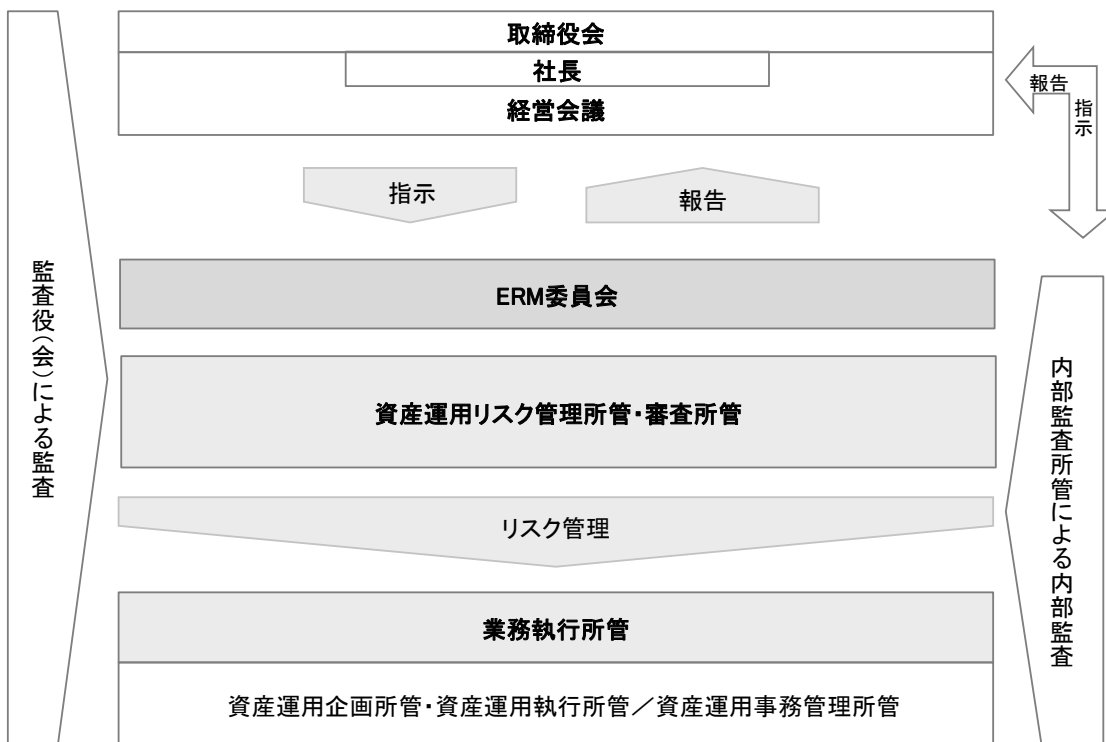 取締役会
社長
経営会議
報告
指示
指示
報告
監査役(会)による監査
ERM委員会
資産運用リスク管理所管・審査所管
内部監査所管による内部監査
リスク管理
業務執行所管
資産運用企画所管・資産運用執行所管／資産運用事務管理所管